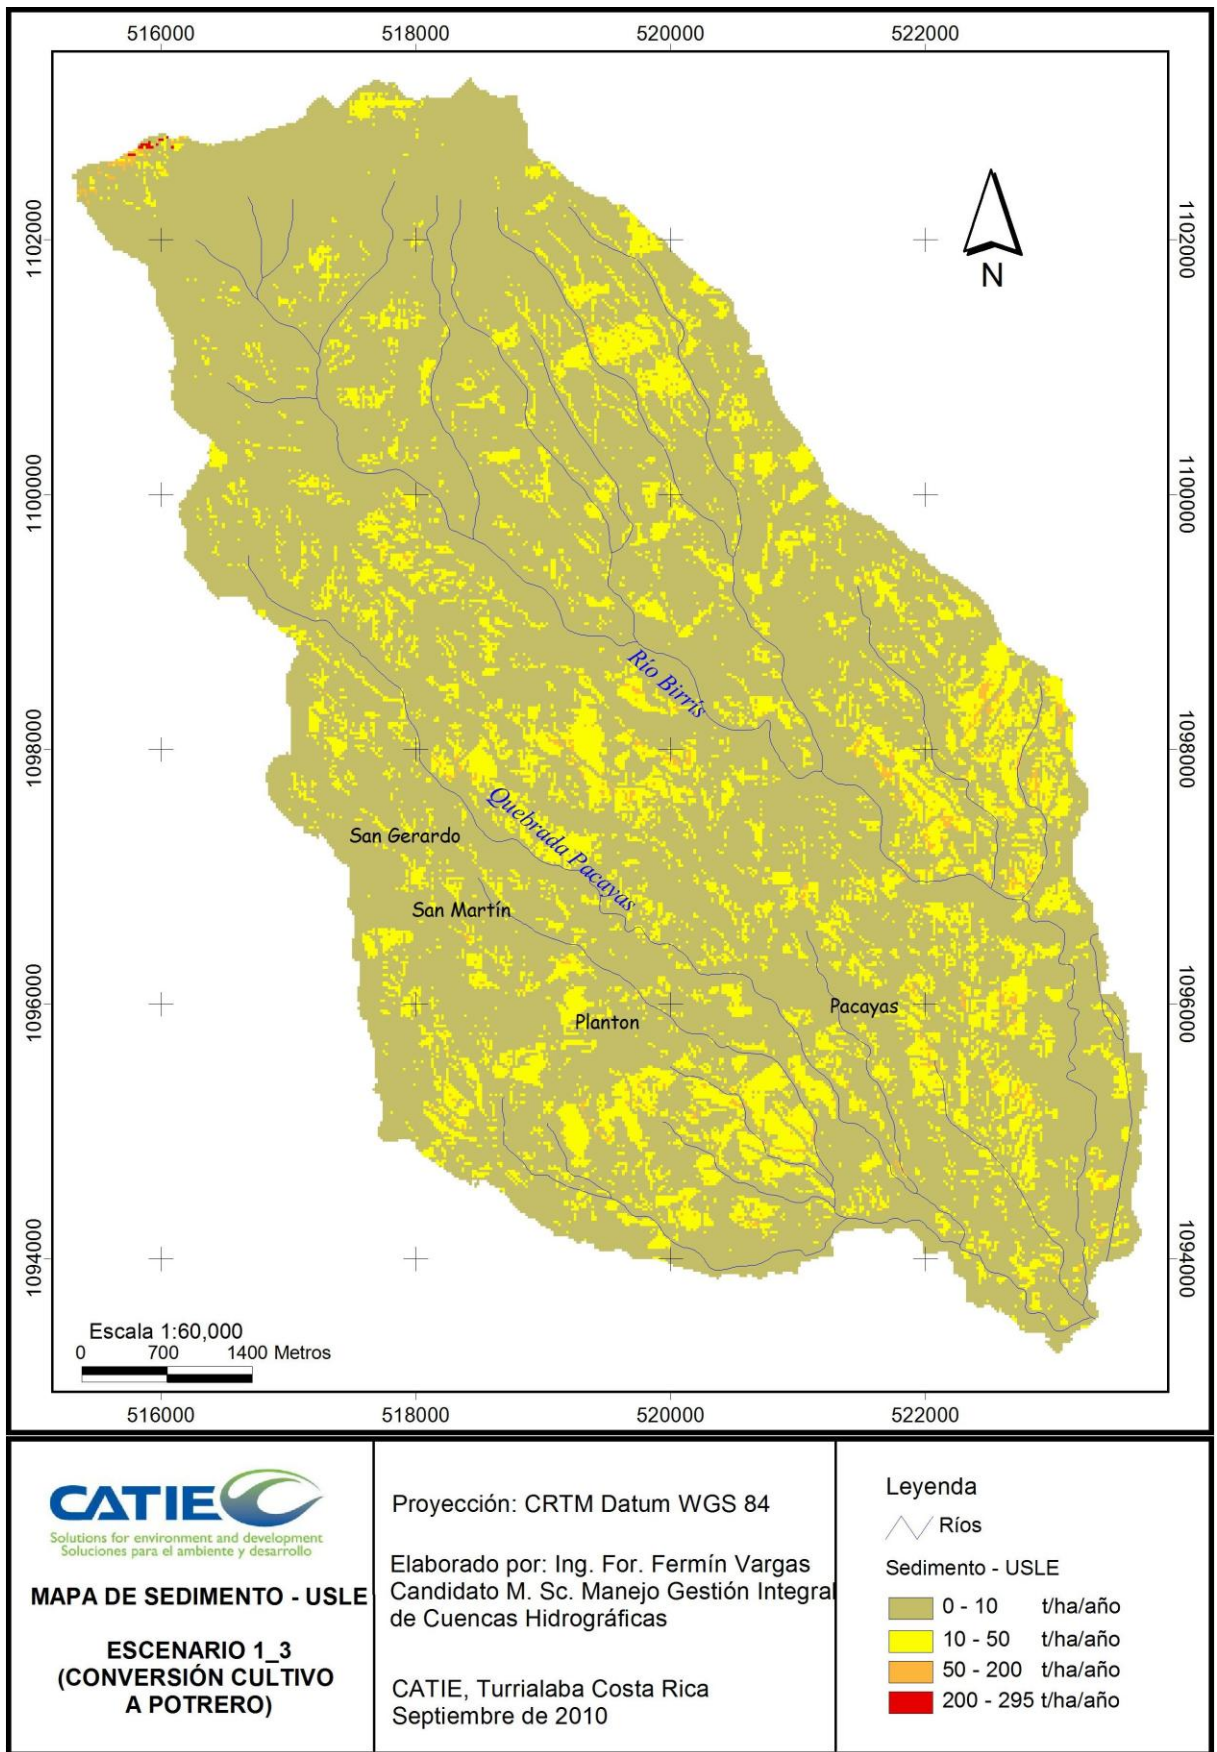 516000 518000 520000 522000
1102000 1102000
N
1100000 1100000
Río Birrís
1098000 1098000
Quebrada Pacayas
San Gerardo
San Martín
1096000 1096000
Pacayas
Planton
1094000 1094000
Escala 1:60,000
0 700 1400 Metros
516000 518000 520000 522000
CATIE
Solutions for environment and development
Soluciones para el ambiente y desarrollo
MAPA DE SEDIMENTO - USLE
ESCENARIO 1_3
(CONVERSIÓN CULTIVO
A POTRERO)
Proyección: CRTM Datum WGS 84
Elaborado por: Ing. For. Fermín Vargas
Candidato M. Sc. Manejo Gestión Integral
de Cuencas Hidrográficas
CATIE, Turrialaba Costa Rica
Septiembre de 2010
Leyenda
Ríos
Sedimento - USLE
0 - 10 t/ha/año
10 - 50 t/ha/año
50 - 200 t/ha/año
200 - 295 t/ha/año